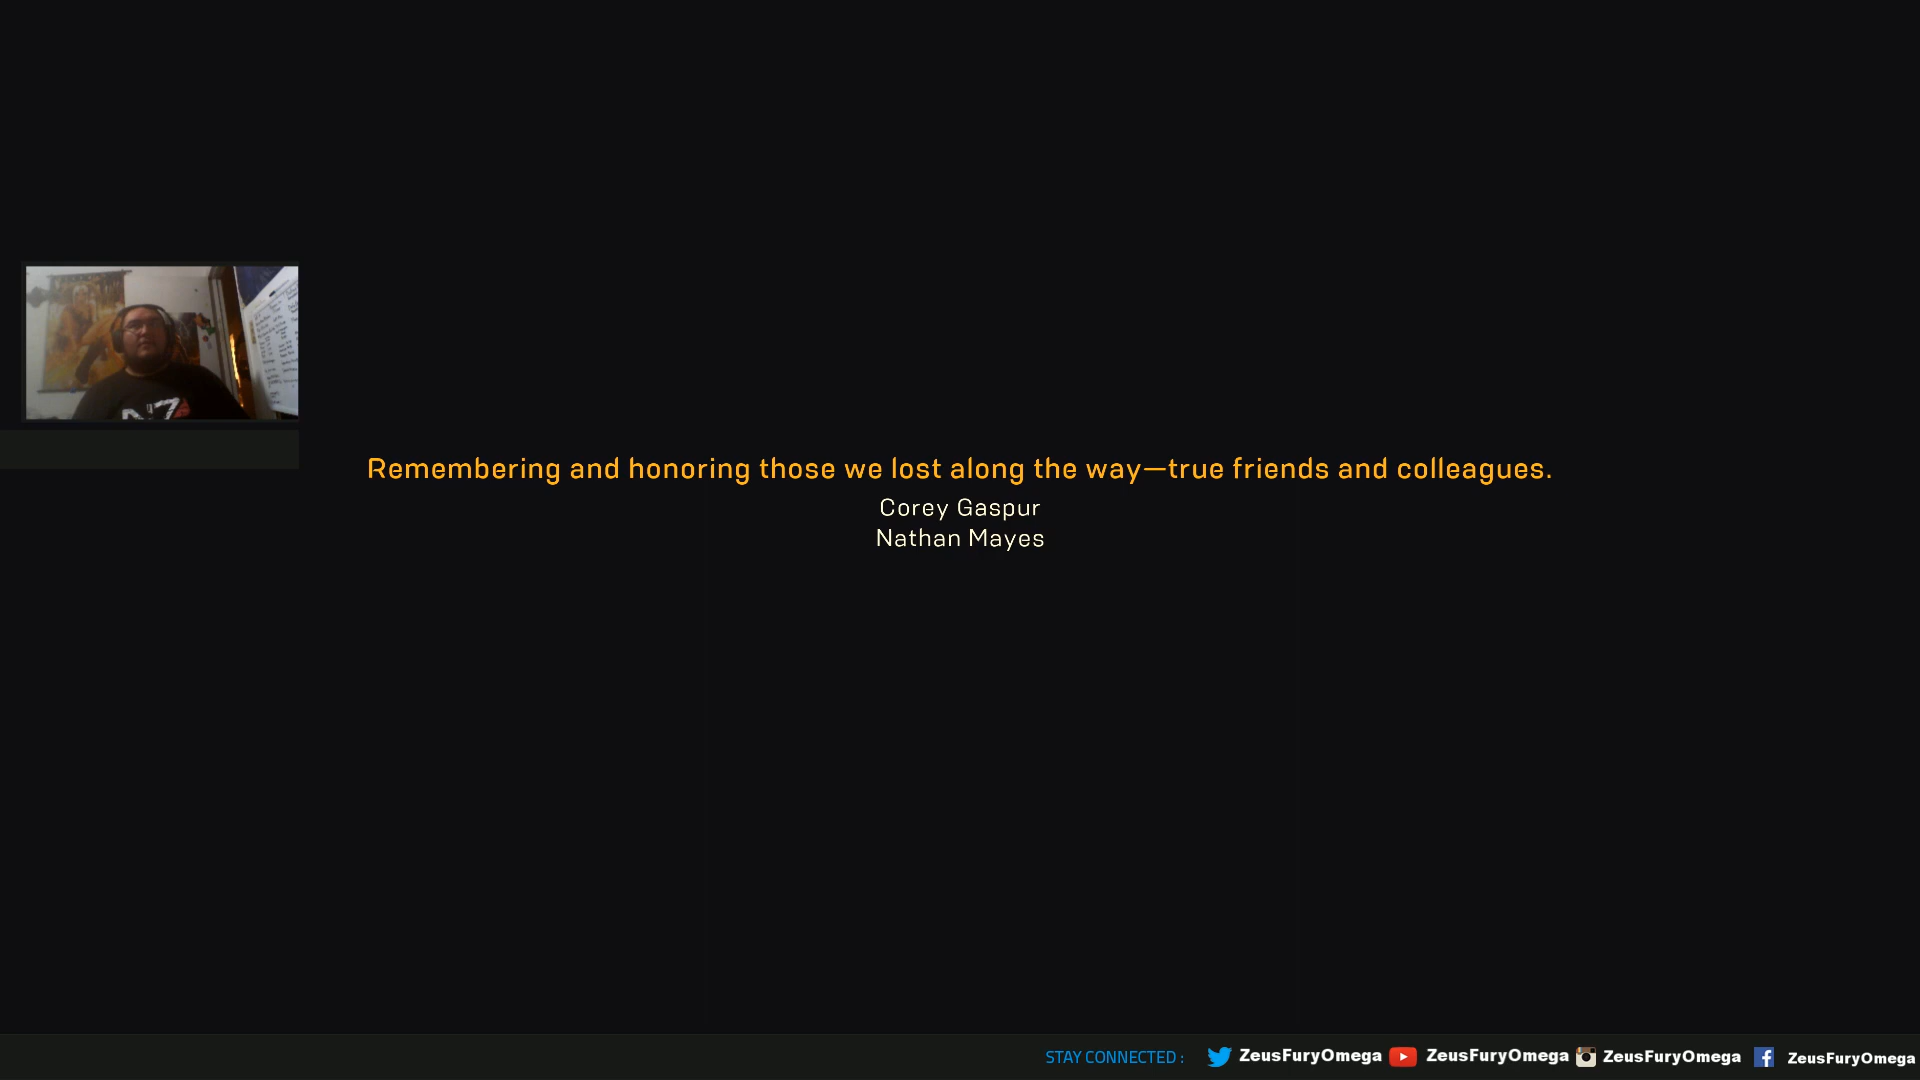 N7
Remembering and honoring those we lost along the way—true friends and colleagues.
Corey Gaspur
Nathan Mayes
STAY CONNECTED : ZeusFuryOmega ZeusFuryOmega ZeusFuryOmega ZeusFuryOmega